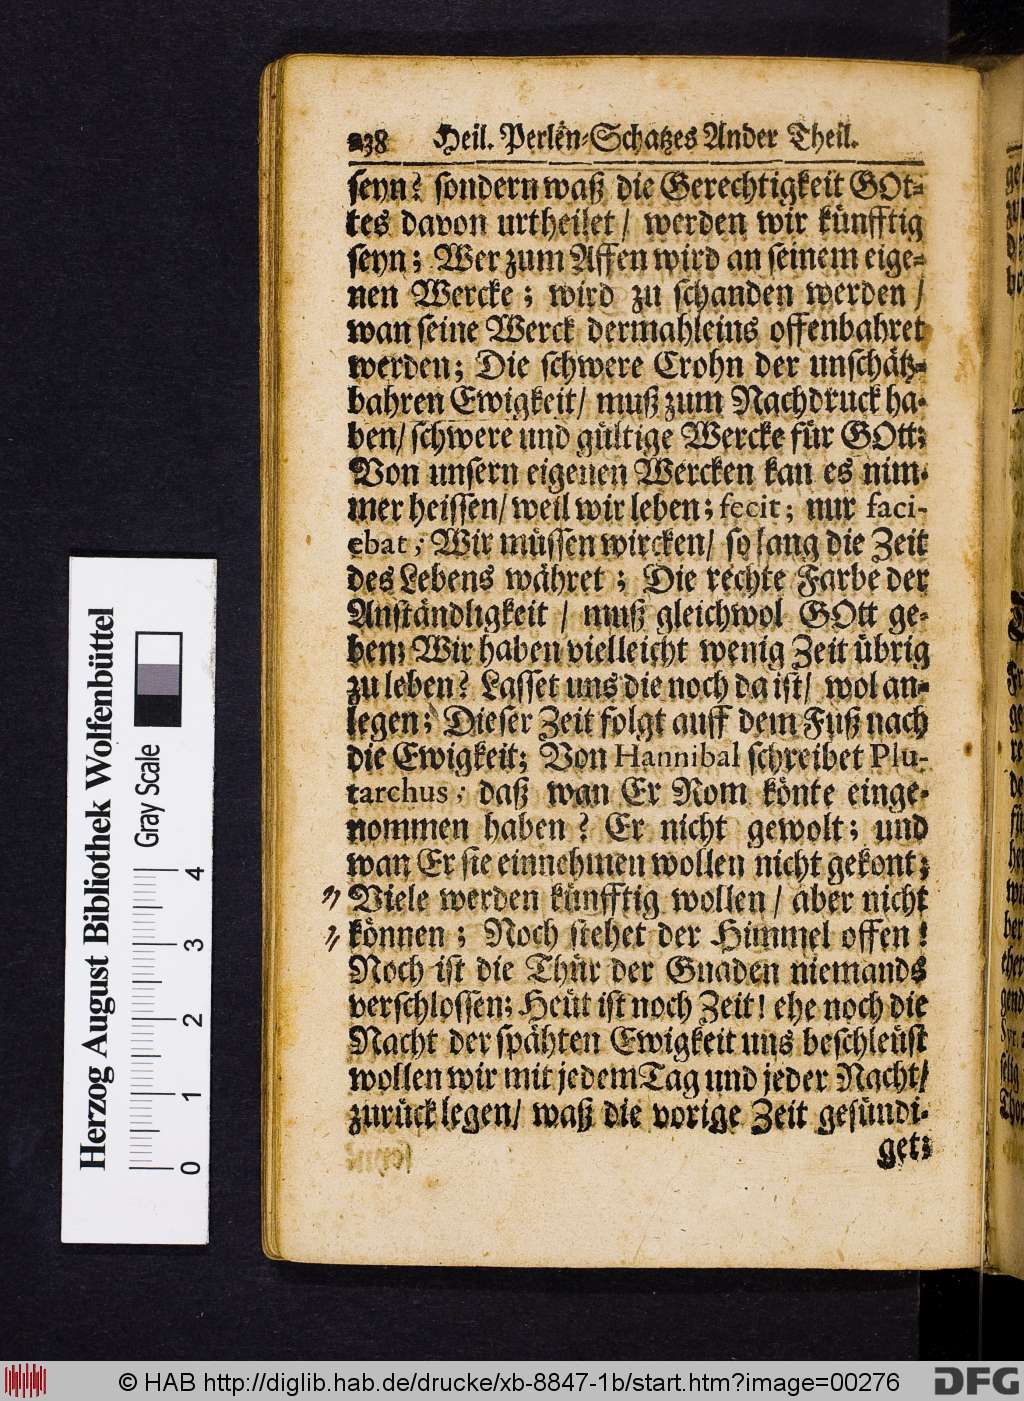 238 Heil. Perlen-Schatzes Ander Theil.
seyn? sondern waß die Gerechtigkeit GOt-
tes davon urtheilet / werden wir künfftig
seyn; Wer zum Affen wird an seinem eige-
nen Wercke; wird zu schanden werden /
wan seine Werck dermahleins offenbahret
werden; Die schwere Crohn der unschätz-
bahren Ewigkeit/ muß zum Nachdruck ha-
ben/ schwere und gültige Wercke für GOtt;
Von unsern eigenen Wercken kan es nim-
mer heissen/ weil wir leben; fecit; nur faci-
ebat; Wir müssen wircken/ so lang die Zeit
des Lebens währet; Die rechte Farbe der
Anständligkeit / muß gleichwol GOtt ge-
ben; Wir haben vielleicht wenig Zeit übrig
zu leben? Lasset uns die noch da ist/ wol an-
legen; Dieser Zeit folgt auff dem Fuß nach
die Ewigkeit; Von Hannibal schreibet Plu-
tarchus; daß wan Er Rom könte einge-
nommen haben? Er nicht gewolt; und
wan Er sie einnehmen wollen nicht gekont;
Viele werden künfftig wollen / aber nicht
können; Noch stehet der Himmel offen!
Noch ist die Thür der Gnaden niemands
verschlossen; Heüt ist noch Zeit! ehe noch die
Nacht der spähten Ewigkeit uns beschleüst
wollen wir mit jedem Tag und jeder Nacht/
zurück legen/ waß die vorige Zeit gesündi-
get;
Herzog August Bibliothek Wolfenbüttel
Gray Scale
0 1 2 3 4
© HAB http://diglib.hab.de/drucke/xb-8847-1b/start.htm?image=00276
DFG